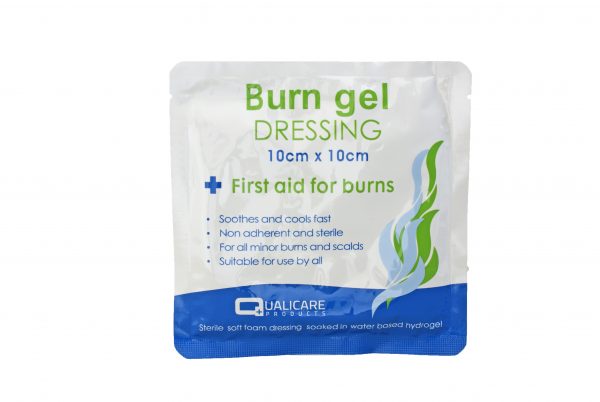 Burn gel
DRESSING
10cm x 10cm
First aid for burns
• Soothes and cools fast
• Non adherent and sterile
• For all minor burns and scalds
• Suitable for use by all
QUALICARE
PRODUCTS
Sterile soft foam dressing soaked in water based hydrogel